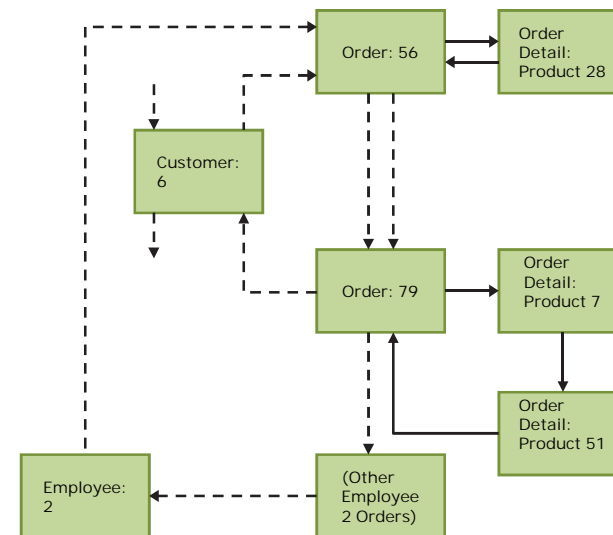 Order: 56
Order
Detail:
Product 28
Customer:
6
Order: 79
Order
Detail:
Product 7
Order
Detail:
Product 51
Employee:
2
(Other
Employee
2 Orders)